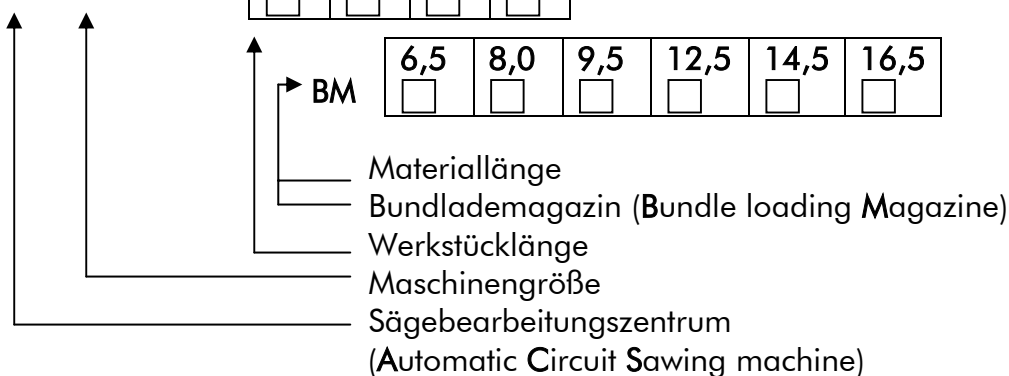 6,5 8,0 9,5 12,5 14,5 16,5
BM
Materiallänge
Bundlademagazin (Bundle loading Magazine)
Werkstücklänge
Maschinengröße
Sägebearbeitungszentrum
(Automatic Circuit Sawing machine)